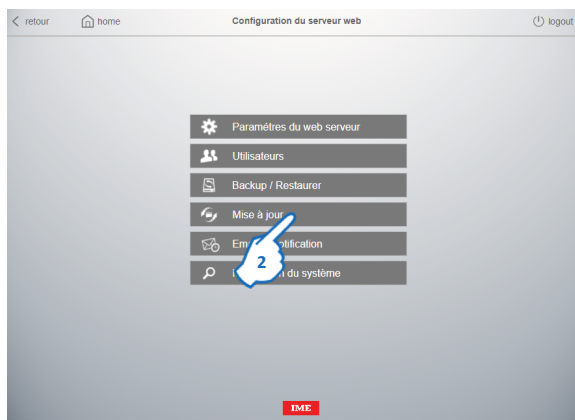 retour home Configuration du serveur web logout
Paramétres du web serveur
Utilisateurs
Backup / Restaurer
Mise à jour
2
du système
IME